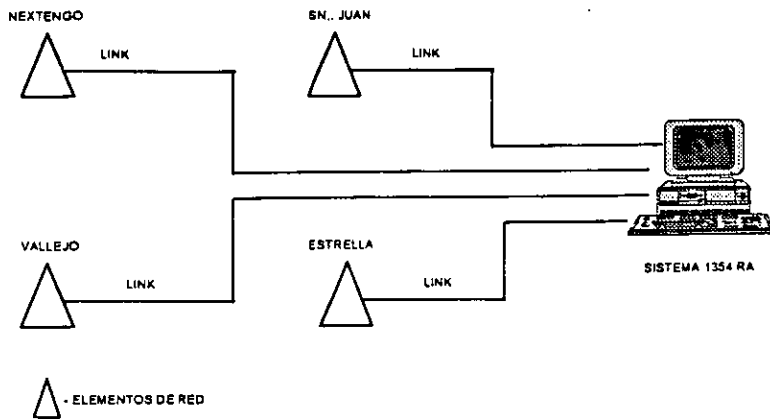 NEXTENGO
SN,. JUAN
LINK
LINK
VALLEJO
ESTRELLA
LINK
LINK
SISTEMA 1354 RA
- ELEMENTOS DE RED